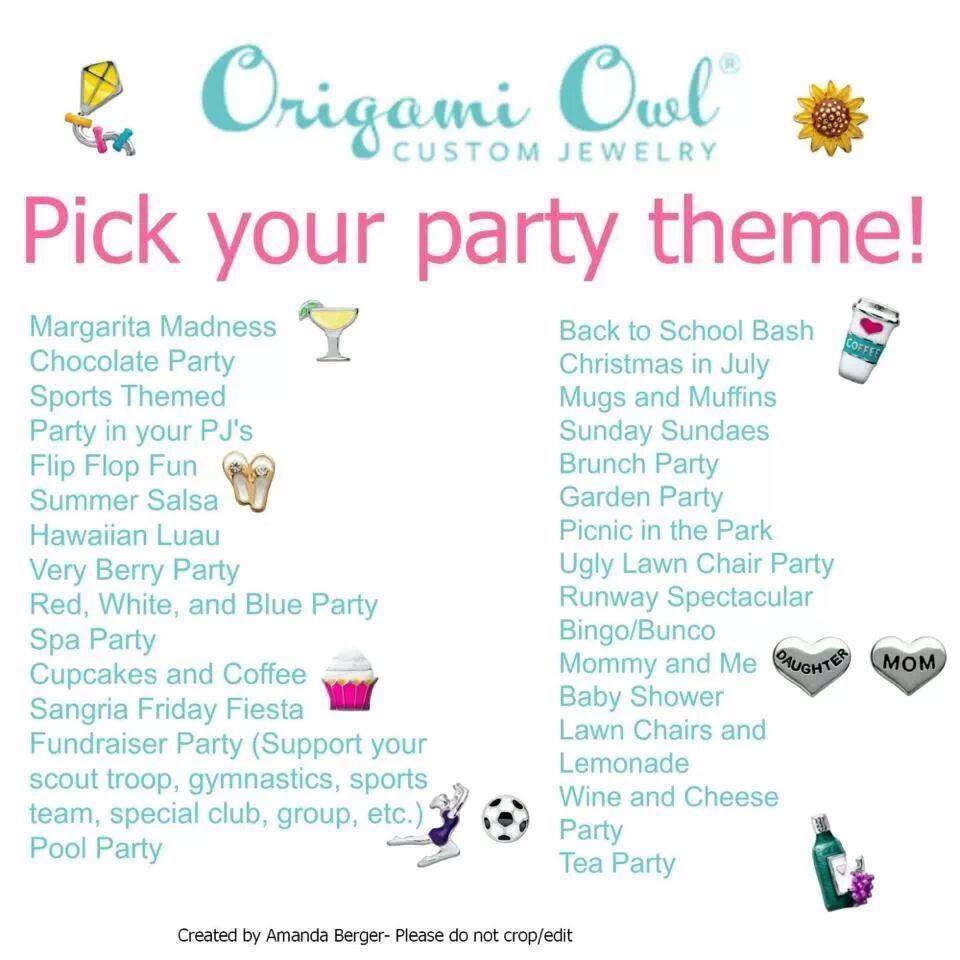 Origami Owl®
CUSTOM JEWELRY
Pick your party theme!
Margarita Madness
Chocolate Party
Sports Themed
Party in your PJ's
Flip Flop Fun
Summer Salsa
Hawaiian Luau
Very Berry Party
Red, White, and Blue Party
Spa Party
Cupcakes and Coffee
Sangria Friday Fiesta
Fundraiser Party (Support your
scout troop, gymnastics, sports
team, special club, group, etc.)
Pool Party
Back to School Bash
COFFEE
Christmas in July
Mugs and Muffins
Sunday Sundaes
Brunch Party
Garden Party
Picnic in the Park
Ugly Lawn Chair Party
Runway Spectacular
Bingo/Bunco
Mommy and Me
DAUGHTER
MOM
Baby Shower
Lawn Chairs and
Lemonade
Wine and Cheese
Party
Tea Party
Created by Amanda Berger- Please do not crop/edit